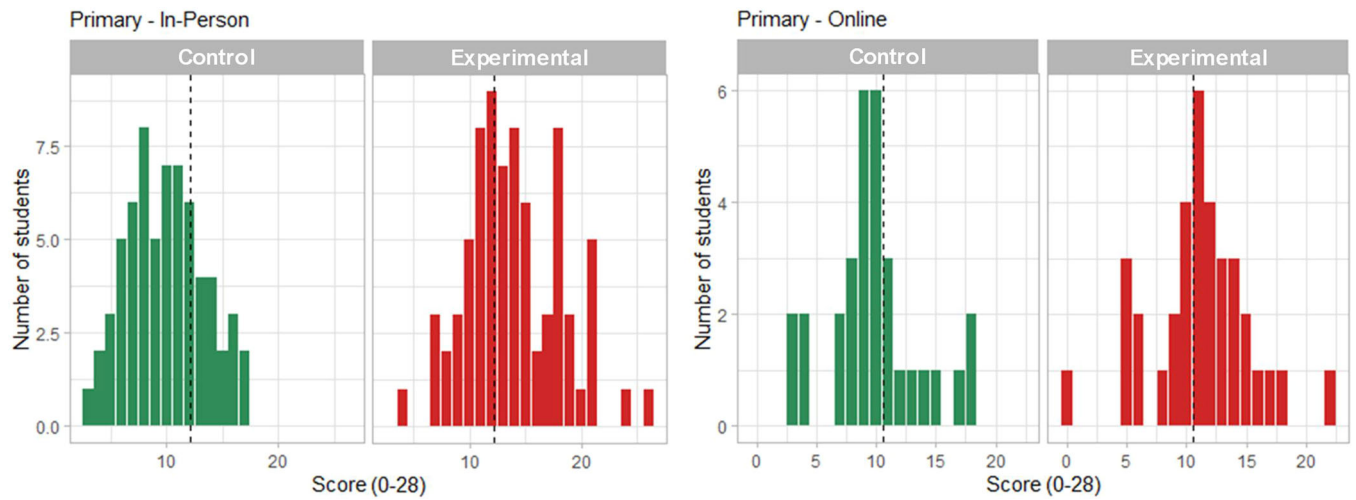 Primary - In-Person
Control
Experimental
7.5
5.0
2.5
0.0
Number of students
10
20
10
20
Score (0-28)
Primary - Online
Control
Experimental
6
4
2
0
Number of students
0
5
10
15
20
0
5
10
15
20
Score (0-28)